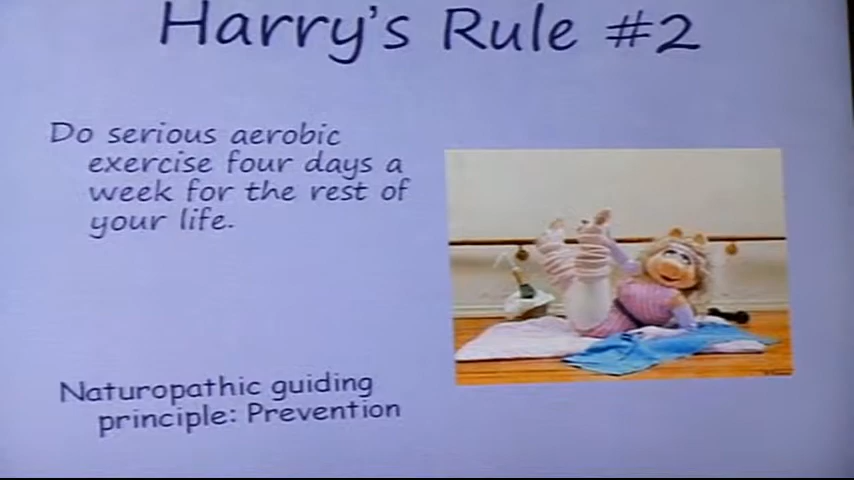 Harry's Rule #2
Do serious aerobic
exercise four days a
week for the rest of
your life.
Naturopathic guiding
principle: Prevention